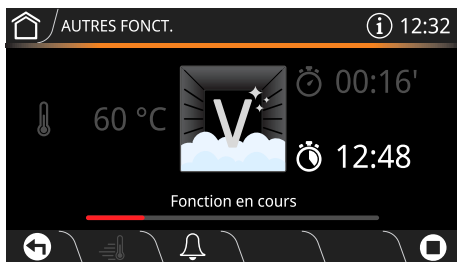 AUTRES FONCT.
i 12:32
00:16'
60 °C
V
12:48
Fonction en cours